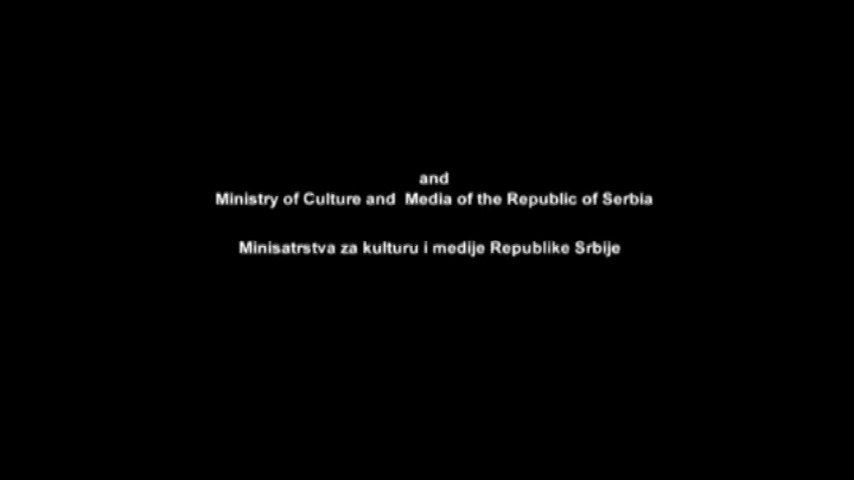 and
Ministry of Culture and Media of the Republic of Serbia
Minisatrstva za kulturu i medije Republike Srbije